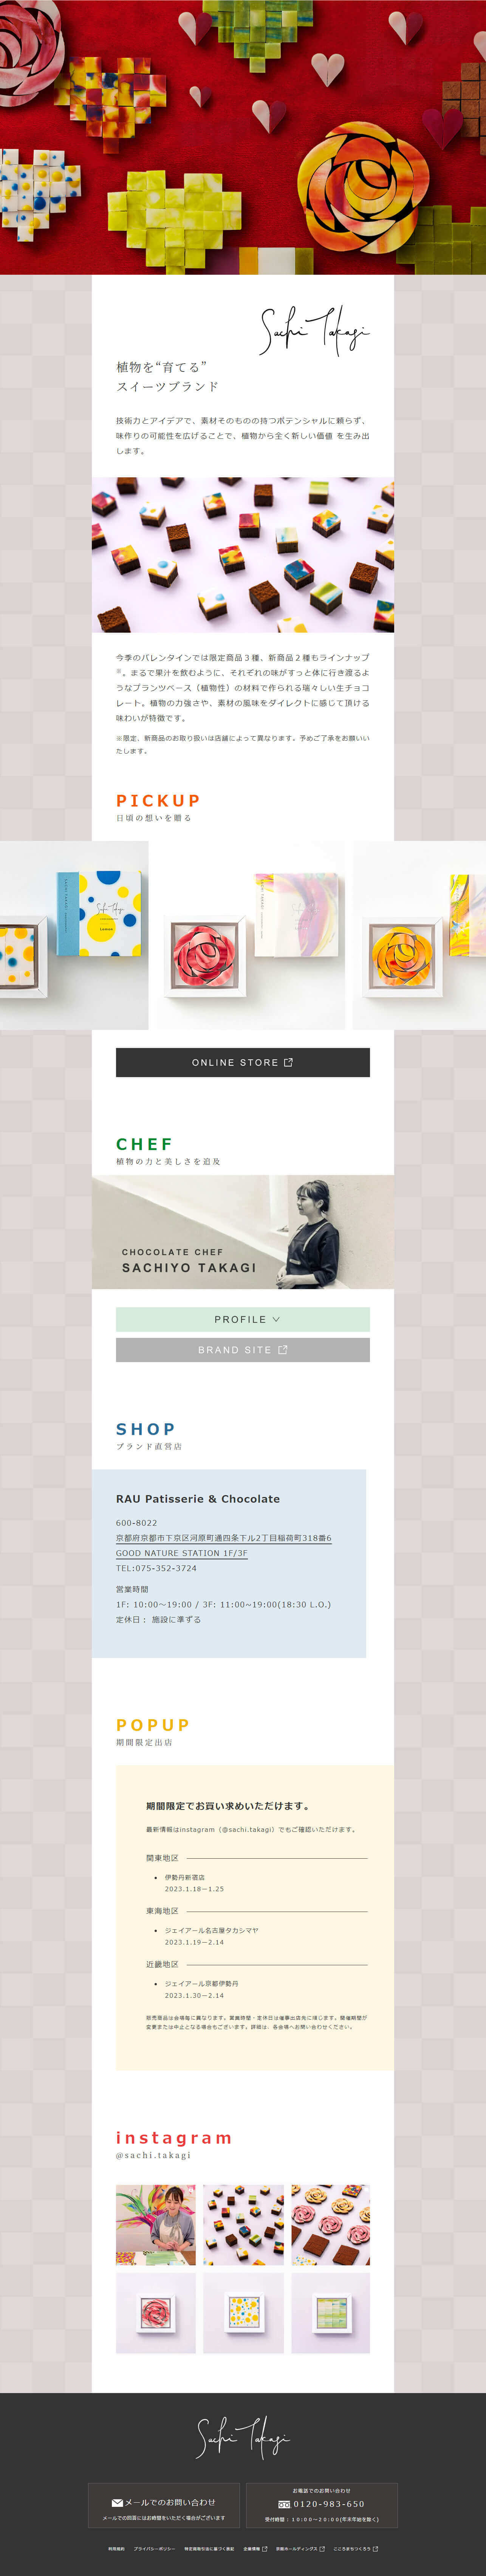 Sachi Takagi
植物を“育てる”
スイーツブランド
技術力とアイデアで、素材そのものの持つポテンシャルに頼らず、
味作りの可能性を広げることで、植物から全く新しい価値 を生み出
します。
今季のバレンタインでは限定商品３種、新商品２種もラインナップ
※。まるで果汁を飲むように、それぞれの味がすっと体に行き渡るよ
うなプランツベース（植物性）の材料で作られる瑞々しい生チョコ
レート。植物の力強さや、素材の風味をダイレクトに感じて頂ける
味わいが特徴です。
※限定、新商品のお取り扱いは店舗によって異なります。予めご了承をお願いい
たします。
PICKUP
日頃の想いを贈る
SACHI TAKAGI
Sachi Takagi
Lemon
SACHI TAKAGI
ONLINE STORE
CHEF
植物の力と美しさを追及
CHOCOLATE CHEF
SACHIYO TAKAGI
PROFILE
BRAND SITE
SHOP
ブランド直営店
RAU Patisserie & Chocolate
600-8022
京都府京都市下京区河原町通四条下ル2丁目稲荷町318番6
GOOD NATURE STATION 1F/3F
TEL:075-352-3724
営業時間
1F: 10:00〜19:00 / 3F: 11:00~19:00(18:30 L.O.)
定休日： 施設に準ずる
POPUP
期間限定出店
期間限定でお買い求めいただけます。
最新情報はinstagram（@sachi.takagi）でもご確認いただけます。
関東地区
伊勢丹新宿店
2023.1.18ー1.25
東海地区
ジェイアール名古屋タカシマヤ
2023.1.19ー2.14
近畿地区
ジェイアール京都伊勢丹
2023.1.30ー2.14
販売商品は会場毎に異なります。営業時間・定休日は催事出店先に順じます。開催期間が
変更または中止となる場合もございます。詳細は、各会場へお問い合わせください。
instagram
@sachi.takagi
Sachi Takagi
メールでのお問い合わせ
メールでの回答にはお時間をいただく場合がございます
お電話でのお問い合わせ
0120-983-650
受付時間：10:00〜20:00(年末年始を除く)
利用規約 プライバシーポリシー 特定商取引法に基づく表記 企業情報 京阪ホールディングス こころまちつくろう